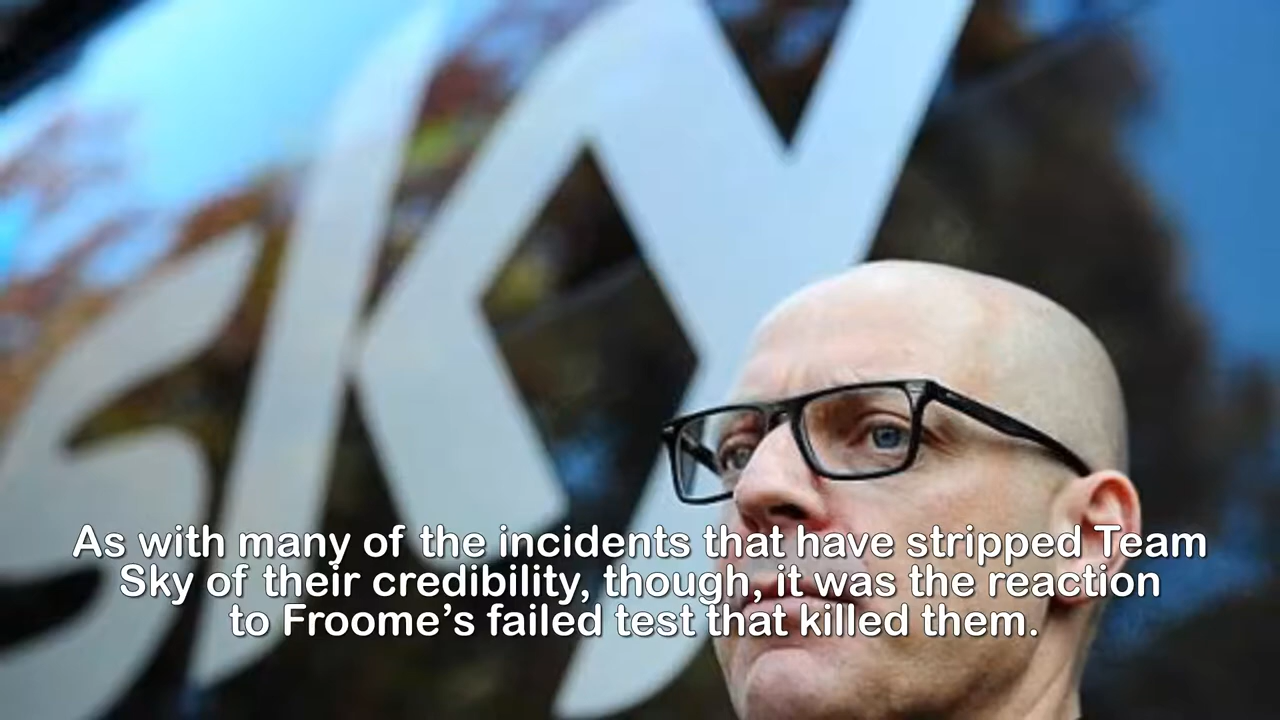 sky
As with many of the incidents that have stripped Team
Sky of their credibility, though, it was the reaction
to Froome’s failed test that killed them.